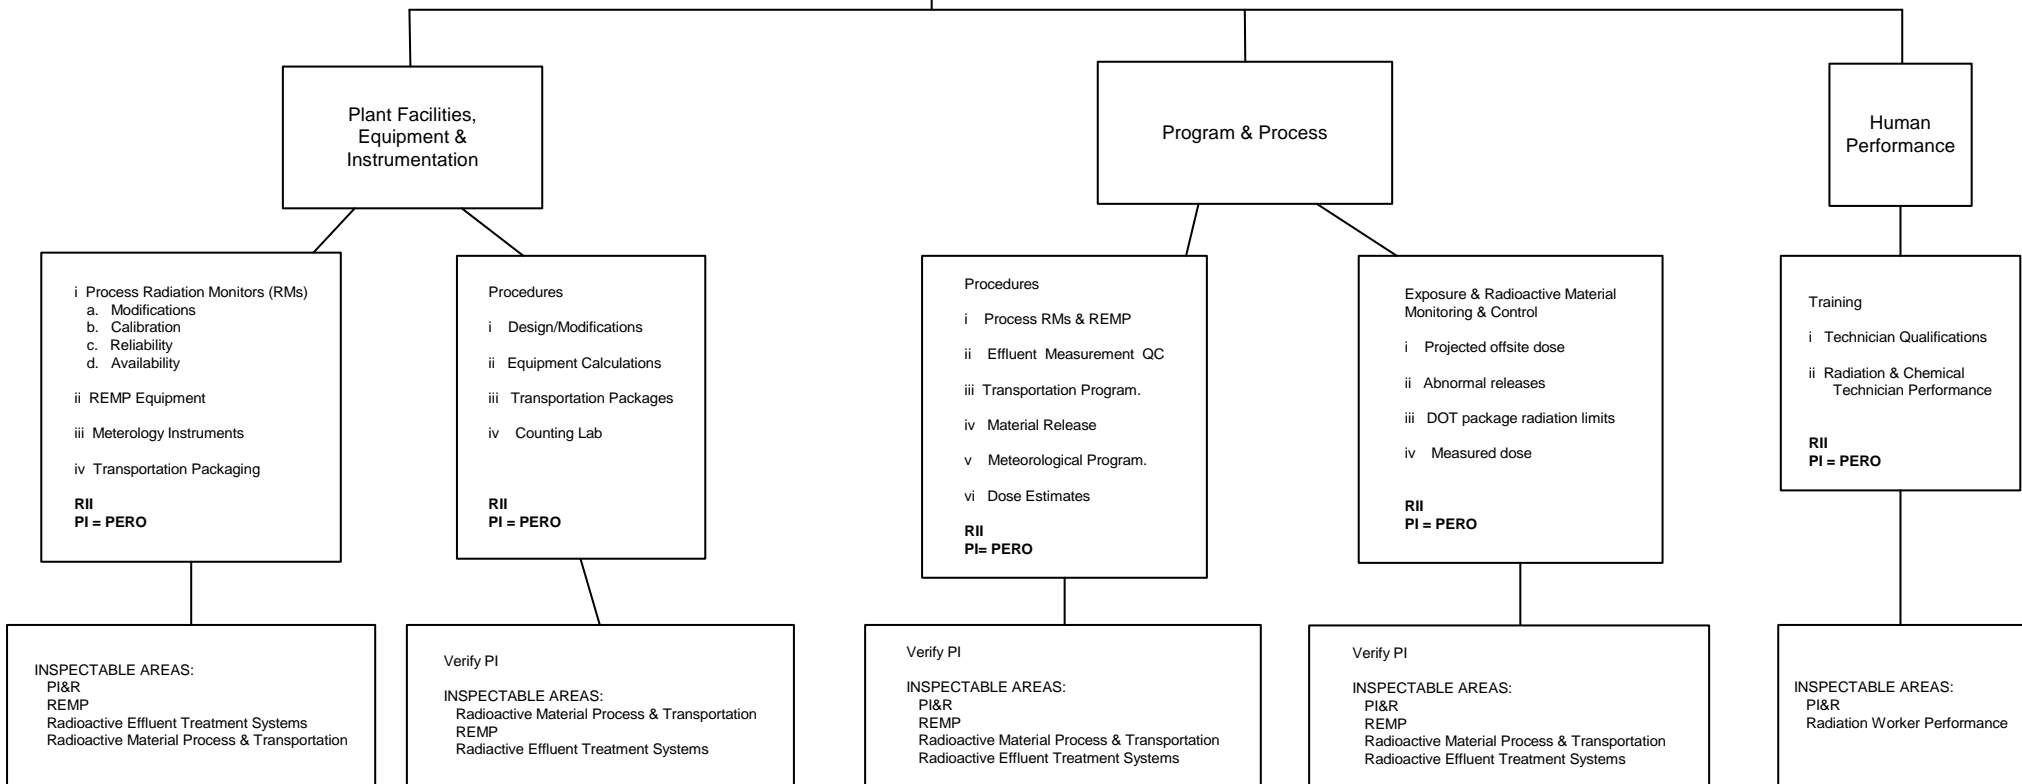 Plant Facilities,
Equipment &
Instrumentation
Program & Process
Human
Performance
i Process Radiation Monitors (RMs)
a. Modifications
b. Calibration
c. Reliability
d. Availability
ii REMP Equipment
iii Meterology Instruments
iv Transportation Packaging
RII
PI = PERO
Procedures
i Design/Modifications
ii Equipment Calculations
iii Transportation Packages
iv Counting Lab
RII
PI = PERO
Procedures
i Process RMs & REMP
ii Effluent Measurement QC
iii Transportation Program.
iv Material Release
v Meteorological Program.
vi Dose Estimates
RII
PI= PERO
Exposure & Radioactive Material
Monitoring & Control
i Projected offsite dose
ii Abnormal releases
iii DOT package radiation limits
iv Measured dose
RII
PI = PERO
Training
i Technician Qualifications
ii Radiation & Chemical
Technician Performance
RII
PI = PERO
INSPECTABLE AREAS:
PI&R
REMP
Radioactive Effluent Treatment Systems
Radioactive Material Process & Transportation
Verify PI
INSPECTABLE AREAS:
Radioactive Material Process & Transportation
REMP
Radiactive Effluent Treatment Systems
Verify PI
INSPECTABLE AREAS:
PI&R
REMP
Radioactive Material Process & Transportation
Radioactive Effluent Treatment Systems
Verify PI
INSPECTABLE AREAS:
PI&R
REMP
Radioactive Material Process & Transportation
Radioactive Effluent Treatment Systems
INSPECTABLE AREAS:
PI&R
Radiation Worker Performance